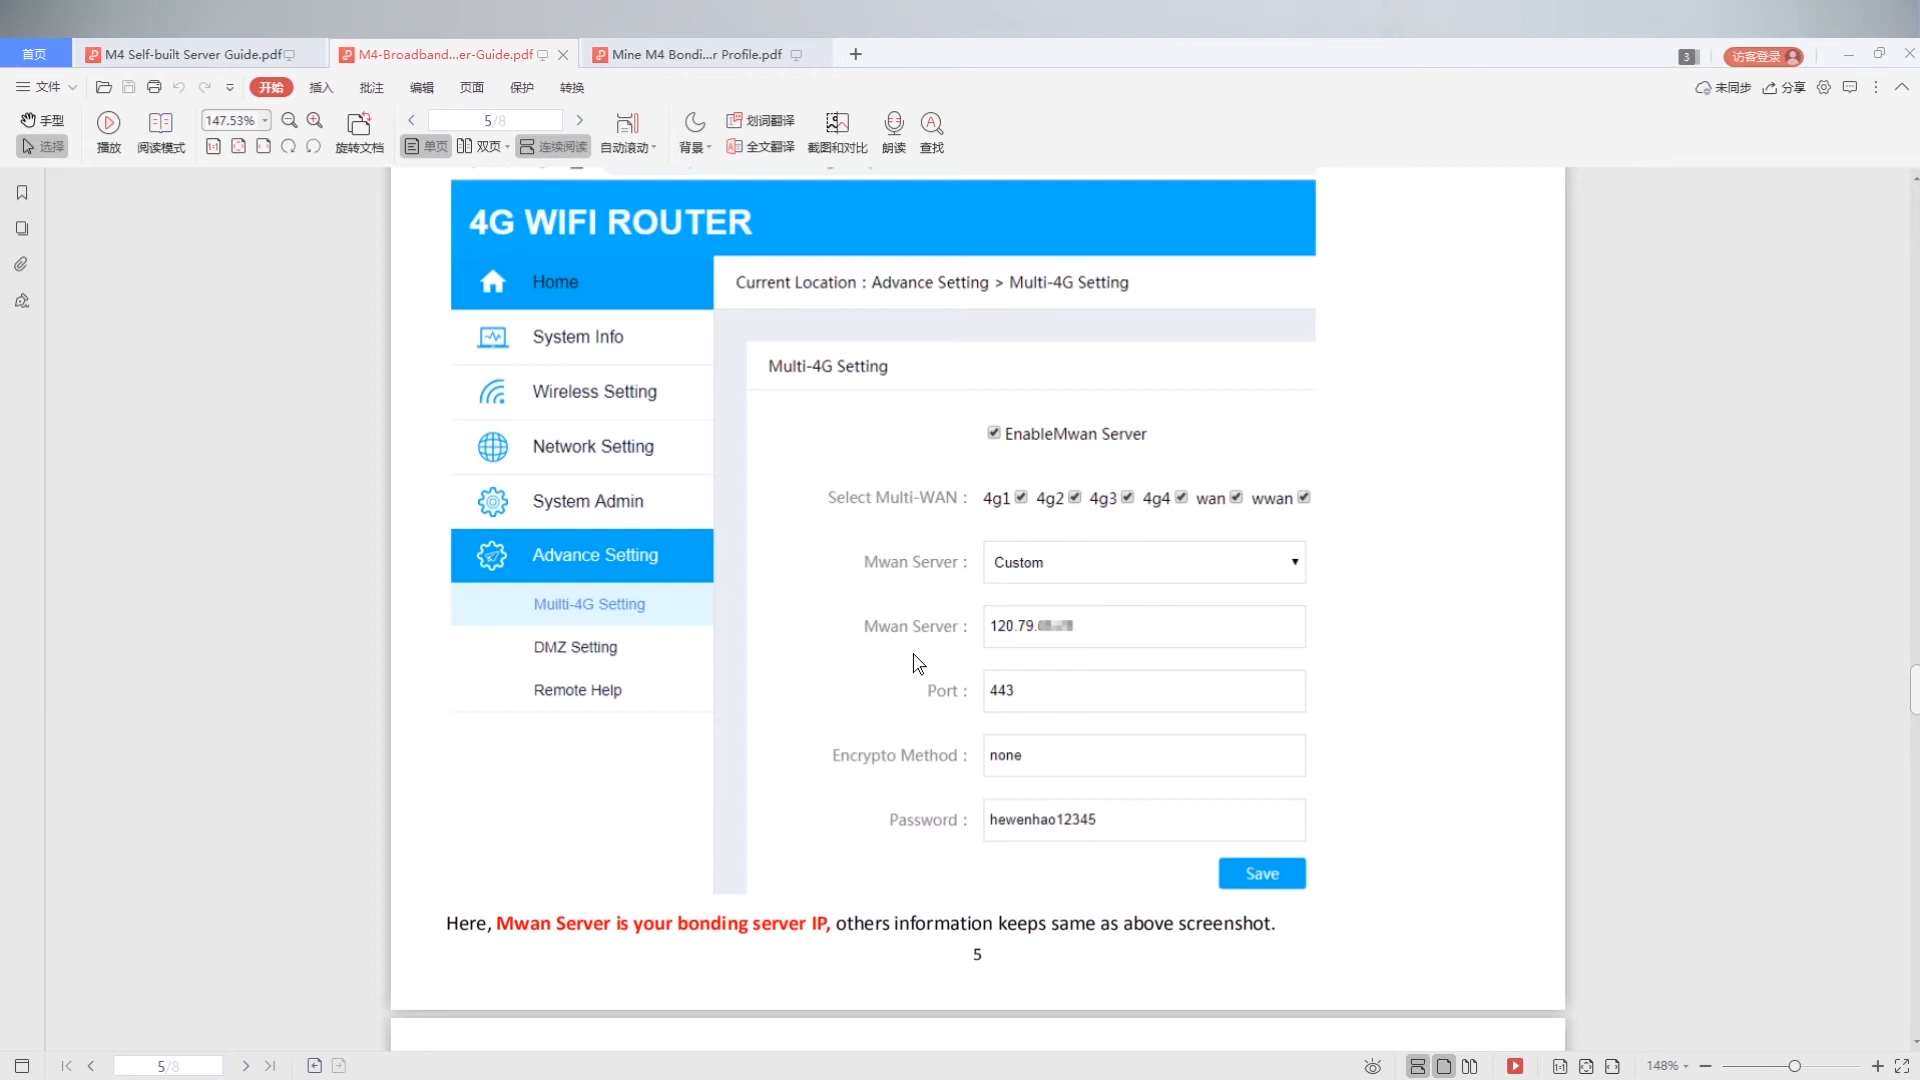 首页
M4 Self-built Server Guide.pdf
M4-Broadband...er-Guide.pdf
Mine M4 Bondi...r Profile.pdf
3
访客登录
文件
开始
插入
批注
编辑
页面
保护
转换
未同步
分享
手型
选择
播放
阅读模式
147.53%
旋转文档
5/8
单页
双页
连续阅读
自动滚动
背景
划词翻译
全文翻译
截图和对比
朗读
查找
4G WIFI ROUTER
Home
Current Location : Advance Setting > Multi-4G Setting
System Info
Wireless Setting
Network Setting
System Admin
Advance Setting
Muilti-4G Setting
DMZ Setting
Remote Help
Multi-4G Setting
EnableMwan Server
Select Multi-WAN : 4g1 4g2 4g3 4g4 wan wwan
Mwan Server : Custom
Mwan Server : 120.79.
Port : 443
Encrypto Method : none
Password : hewenhao12345
Save
Here, Mwan Server is your bonding server IP, others information keeps same as above screenshot.
5
5/8
148%